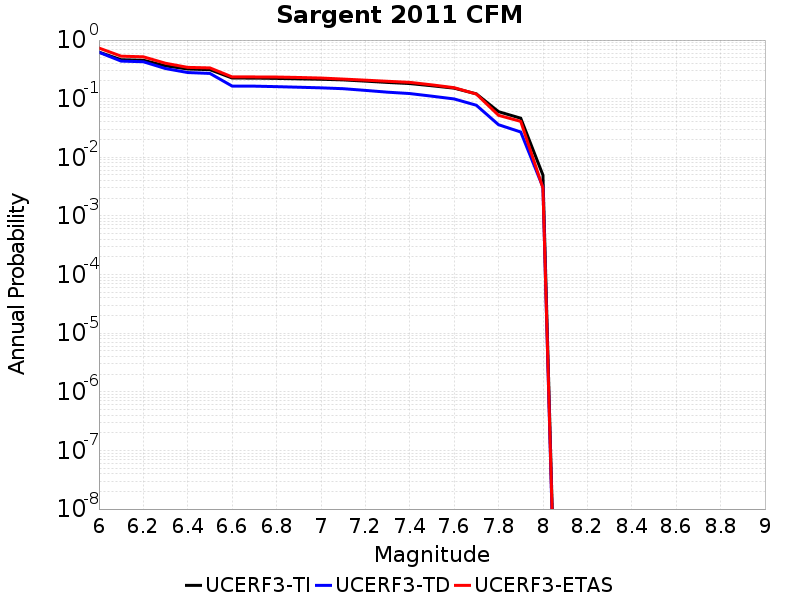 Sargent 2011 CFM
Annual Probability
10^0
10^-1
10^-2
10^-3
10^-4
10^-5
10^-6
10^-7
10^-8
6 6.2 6.4 6.6 6.8 7 7.2 7.4 7.6 7.8 8 8.2 8.4 8.6 8.8 9
Magnitude
UCERF3-TI UCERF3-TD UCERF3-ETAS